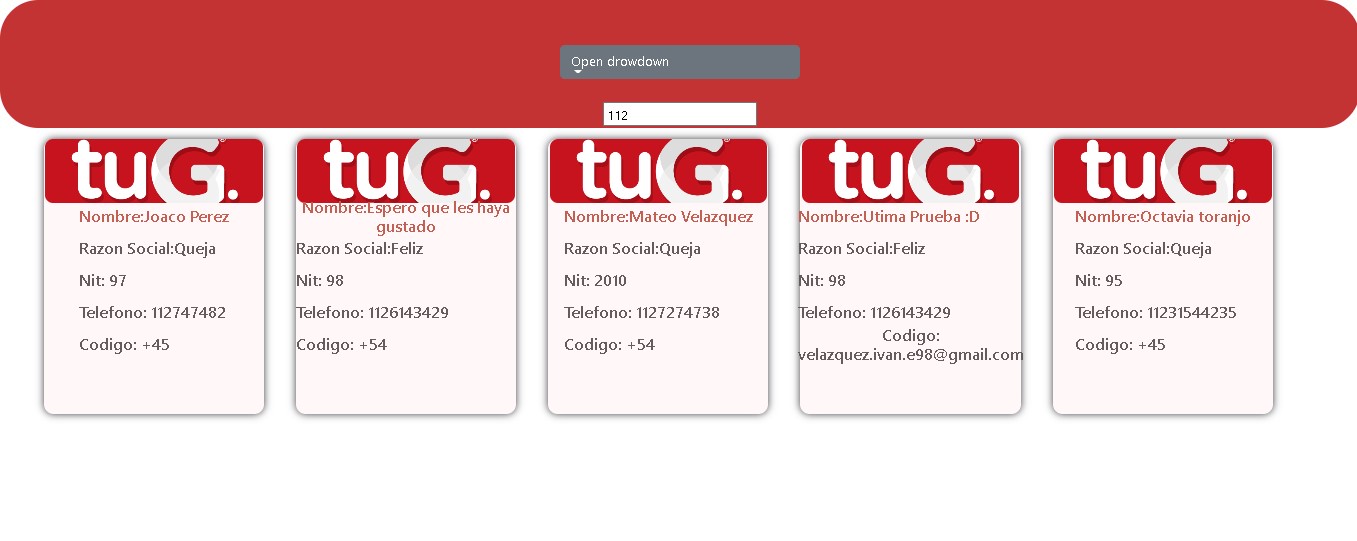 Open drowdown
112
tuG.
Nombre:Joaco Perez
Razon Social:Queja
Nit: 97
Telefono: 112747482
Codigo: +45
tuG.
Nombre:Espero que les haya
gustado
Razon Social:Feliz
Nit: 98
Telefono: 1126143429
Codigo: +54
tuG.
Nombre:Mateo Velazquez
Razon Social:Queja
Nit: 2010
Telefono: 1127274738
Codigo: +54
tuG.
Nombre:Utima Prueba :D
Razon Social:Feliz
Nit: 98
Telefono: 1126143429
Codigo:
velazquez.ivan.e98@gmail.com
tuG.
Nombre:Octavia toranjo
Razon Social:Queja
Nit: 95
Telefono: 11231544235
Codigo: +45